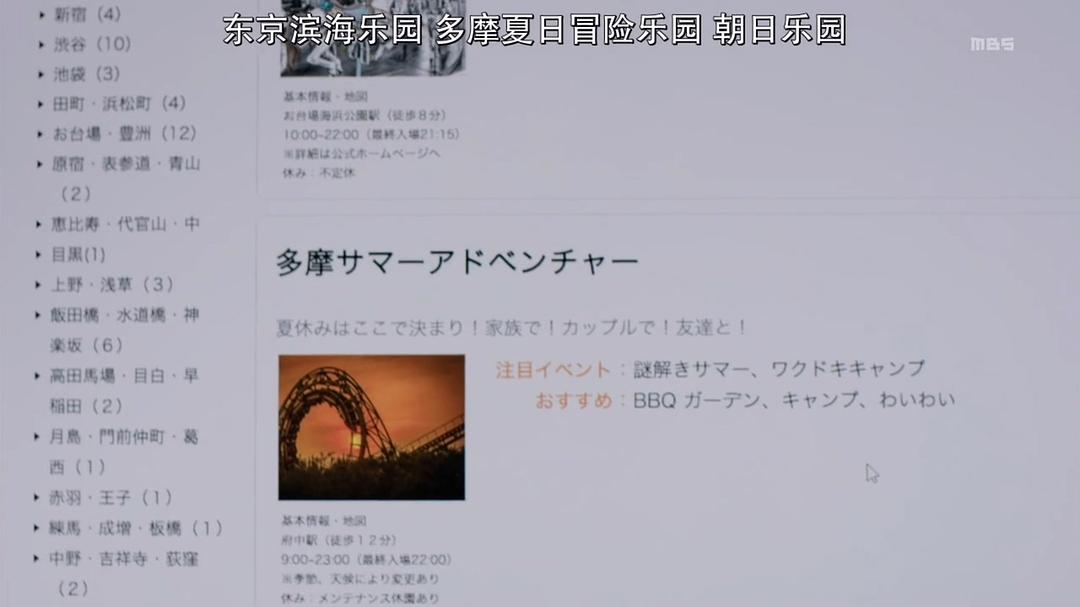 东京滨海乐园 多摩夏日冒险乐园 朝日乐园
MBS
新宿（4）
渋谷（10）
池袋（3）
田町・浜松町（4）
お台場・豊洲（12）
原宿・表参道・青山
（2）
恵比寿・代官山・中
目黒(1)
上野・浅草（3）
飯田橋・水道橋・神
楽坂（6）
高田馬場・目白・早
稲田（2）
月島・門前仲町・葛
西（1）
赤羽・王子（1）
練馬・成増・板橋（1）
中野・吉祥寺・荻窪
（2）
基本情報・地図
お台場海浜公園駅（徒歩８分）
10:00~22:00（最終入場21:15）
※詳細は公式ホームページへ
休み：不定休
多摩サマーアドベンチャー
夏休みはここで決まり！家族で！カップルで！友達と！
注目イベント：謎解きサマー、ワクドキキャンプ
おすすめ：BBQ ガーデン、キャンプ、わいわい
基本情報・地図
府中駅（徒歩１２分）
9:00~23:00（最終入場22:00）
※季節、天候により変更あり
休み：メンテナンス休園あり